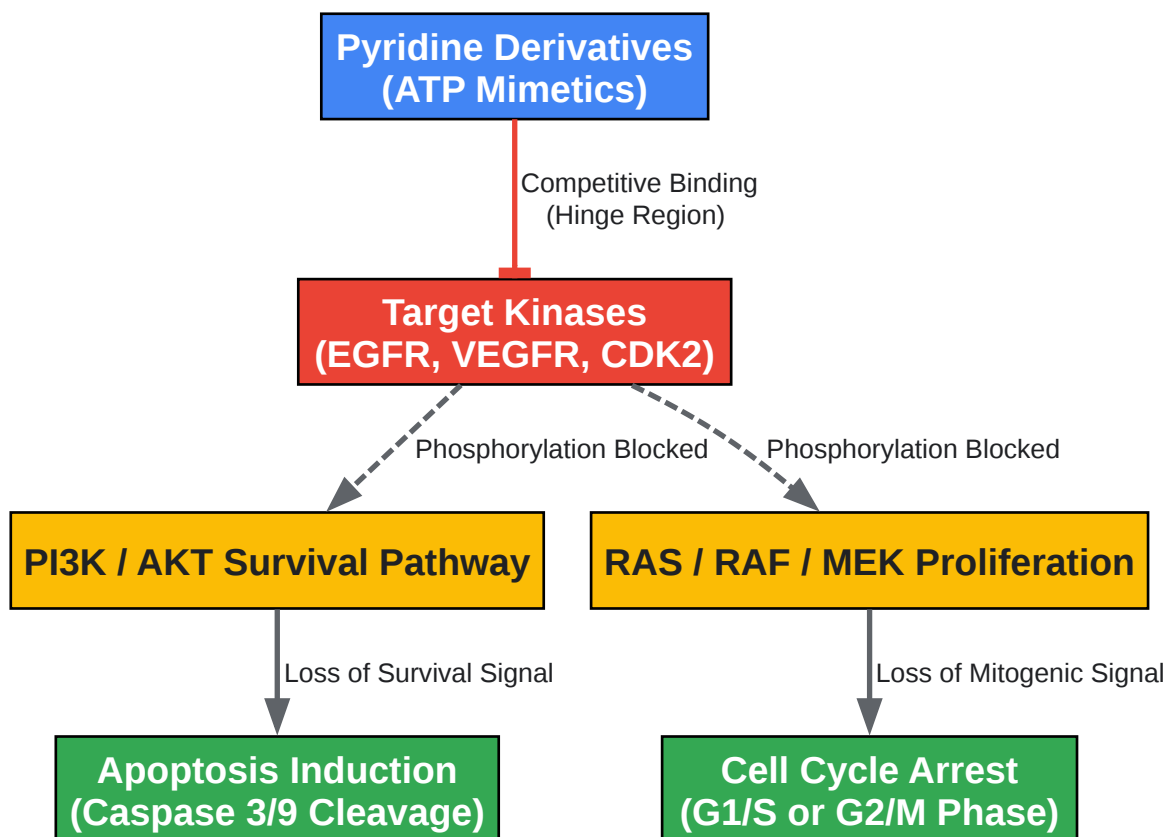 Pyridine Derivatives
(ATP Mimetics)
Competitive Binding
(Hinge Region)
Target Kinases
(EGFR, VEGFR, CDK2)
Phosphorylation Blocked
Phosphorylation Blocked
PI3K / AKT Survival Pathway
RAS / RAF / MEK Proliferation
Loss of Survival Signal
Loss of Mitogenic Signal
Apoptosis Induction
(Caspase 3/9 Cleavage)
Cell Cycle Arrest
(G1/S or G2/M Phase)